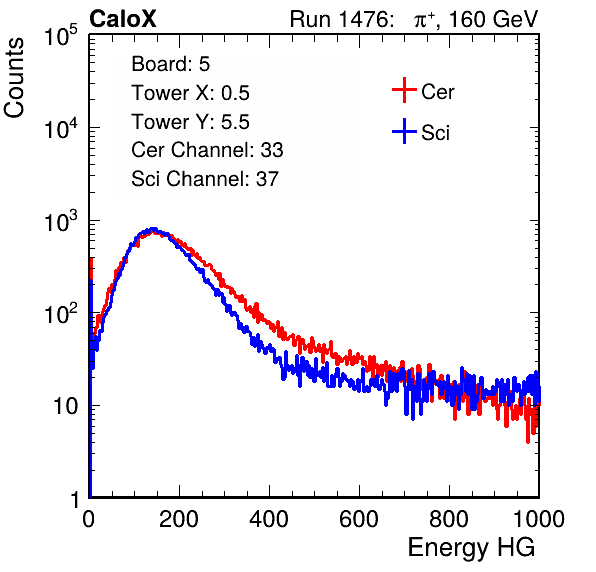 CaloX Run 1476: π⁺, 160 GeV
Counts
10⁵
10⁴
10³
10²
10
1
Board: 5
Tower X: 0.5
Tower Y: 5.5
Cer Channel: 33
Sci Channel: 37
Cer
Sci
0 200 400 600 800 1000
Energy HG